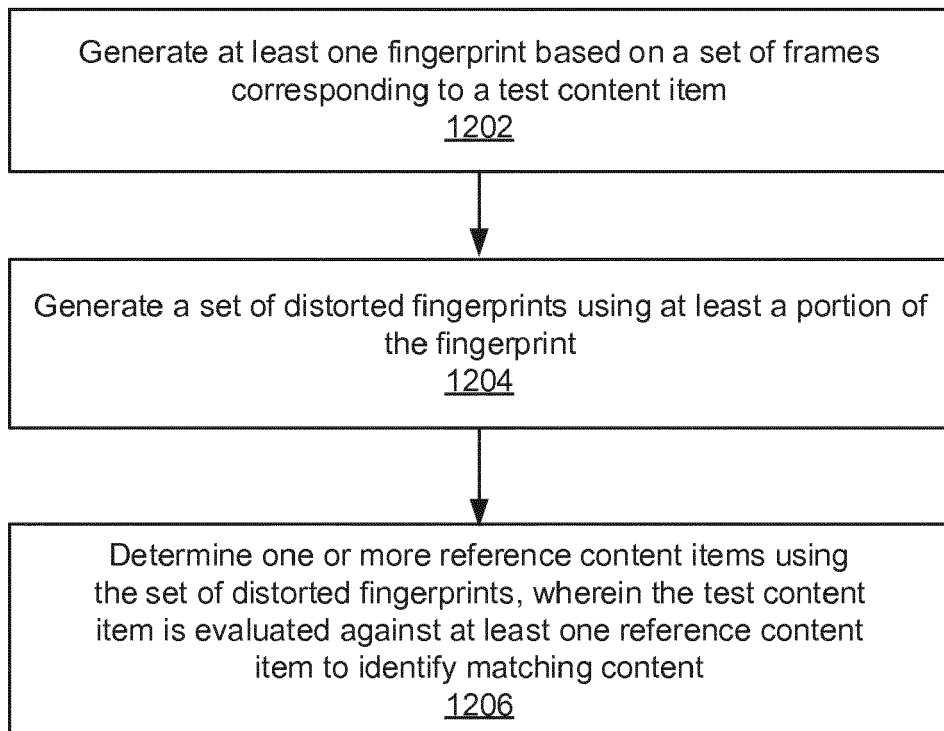 Generate at least one fingerprint based on a set of frames
corresponding to a test content item
1202
Generate a set of distorted fingerprints using at least a portion of
the fingerprint
1204
Determine one or more reference content items using
the set of distorted fingerprints, wherein the test content
item is evaluated against at least one reference content
item to identify matching content
1206